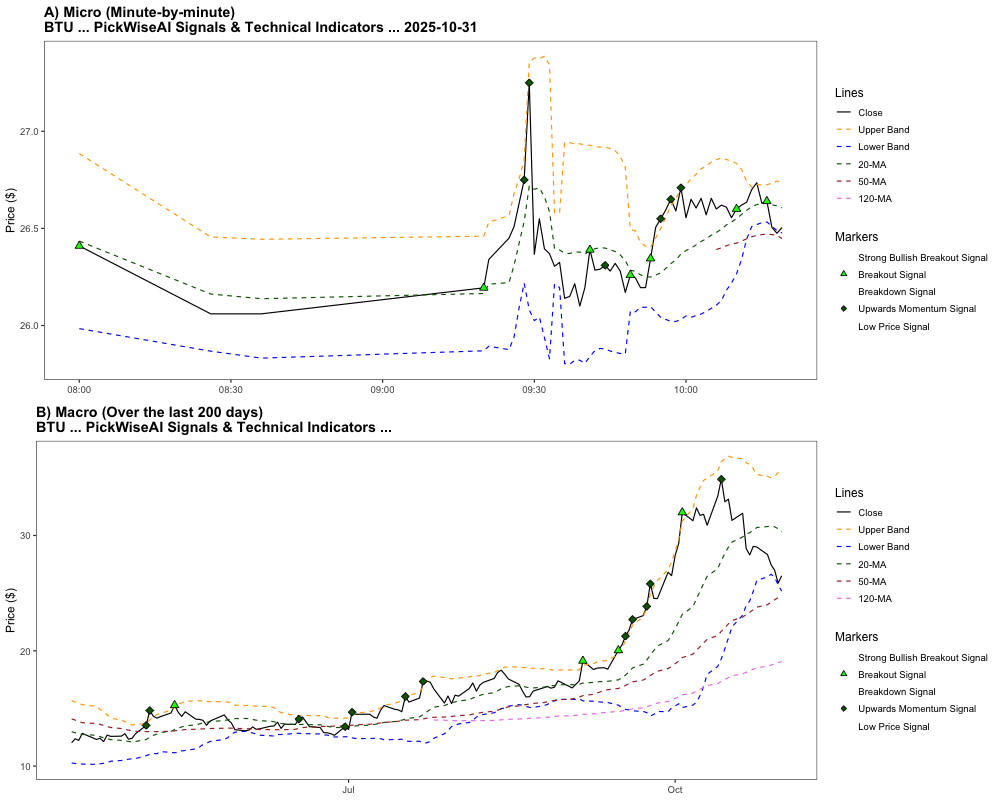 A) Micro (Minute-by-minute)
BTU ... PickWiseAI Signals & Technical Indicators ... 2025-10-31
Price ($)
27.0
26.5
26.0
08:00
08:30
09:00
09:30
10:00
Lines
Close
Upper Band
Lower Band
20-MA
50-MA
120-MA
Markers
Strong Bullish Breakout Signal
Breakout Signal
Breakdown Signal
Upwards Momentum Signal
Low Price Signal
B) Macro (Over the last 200 days)
BTU ... PickWiseAI Signals & Technical Indicators ...
Price ($)
30
20
10
Jul
Oct
Lines
Close
Upper Band
Lower Band
20-MA
50-MA
120-MA
Markers
Strong Bullish Breakout Signal
Breakout Signal
Breakdown Signal
Upwards Momentum Signal
Low Price Signal